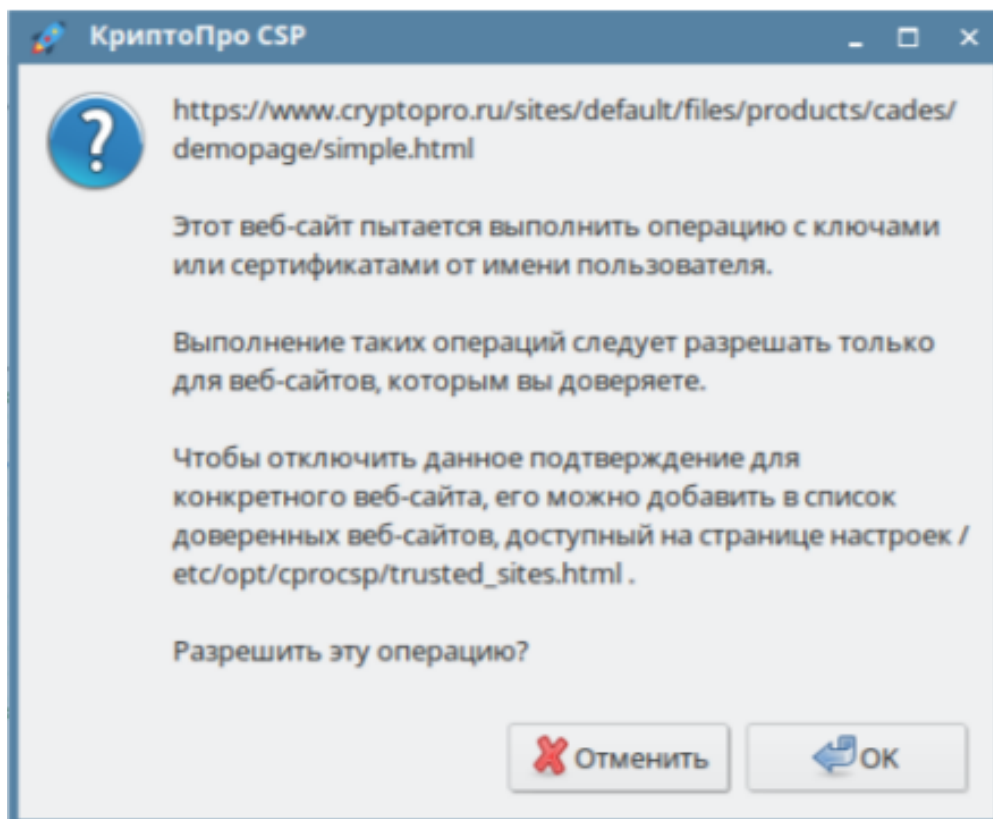 КриптоПро CSP
https://www.cryptopro.ru/sites/default/files/products/cades/
demopage/simple.html
Этот веб-сайт пытается выполнить операцию с ключами
или сертификатами от имени пользователя.
Выполнение таких операций следует разрешать только
для веб-сайтов, которым вы доверяете.
Чтобы отключить данное подтверждение для
конкретного веб-сайта, его можно добавить в список
доверенных веб-сайтов, доступный на странице настроек /
etc/opt/cprocsp/trusted_sites.html .
Разрешить эту операцию?
Отменить
OK